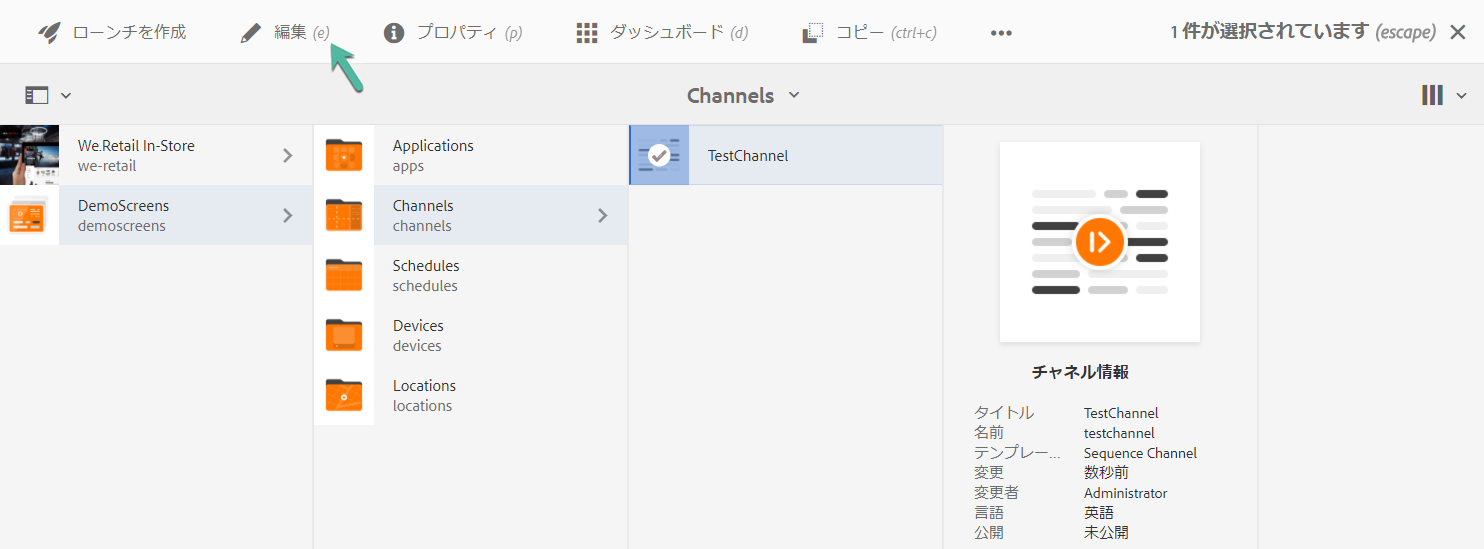 ローンチを作成 編集 (e) プロパティ (p) ダッシュボード (d) コピー (ctrl+c) ••• 1 件が選択されています (escape)
Channels
We.Retail In-Store
we-retail
DemoScreens
demoscreens
Applications
apps
Channels
channels
Schedules
schedules
Devices
devices
Locations
locations
TestChannel
チャネル情報
タイトル TestChannel
名前 testchannel
テンプレー... Sequence Channel
変更 数秒前
変更者 Administrator
言語 英語
公開 未公開